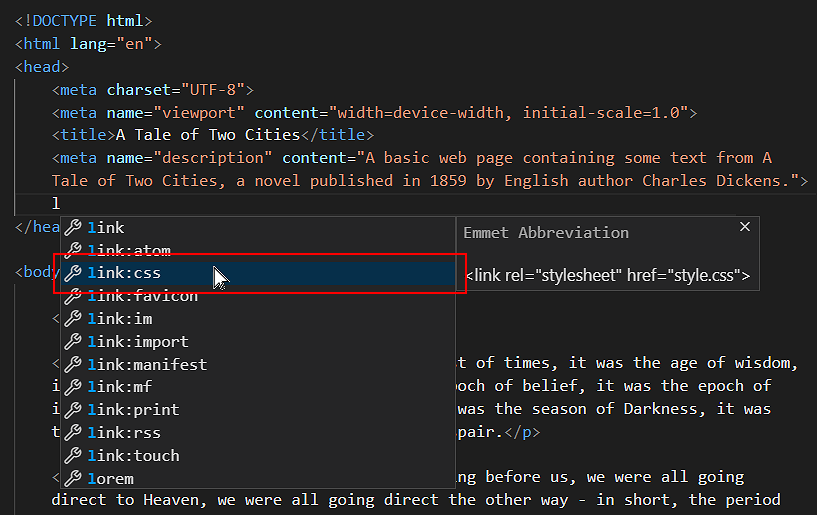 <!DOCTYPE html>
<html lang="en">
<head>
<meta charset="UTF-8">
<meta name="viewport" content="width=device-width, initial-scale=1.0">
<title>A Tale of Two Cities</title>
<meta name="description" content="A basic web page containing some text from A
Tale of Two Cities, a novel published in 1859 by English author Charles Dickens.">
l
</hea
link
Emmet Abbreviation
link:atom
<body
link:css
<link rel="stylesheet" href="style.css">
link:favicon
<
link:im
link:import
<
link:manifest
st of times, it was the age of wisdom,
i
link:mf
poch of belief, it was the epoch of
i
link:print
was the season of Darkness, it was
t
link:rss
pair.</p>
link:touch
<
lorem
ng before us, we were all going
direct to Heaven, we were all going direct the other way - in short, the period